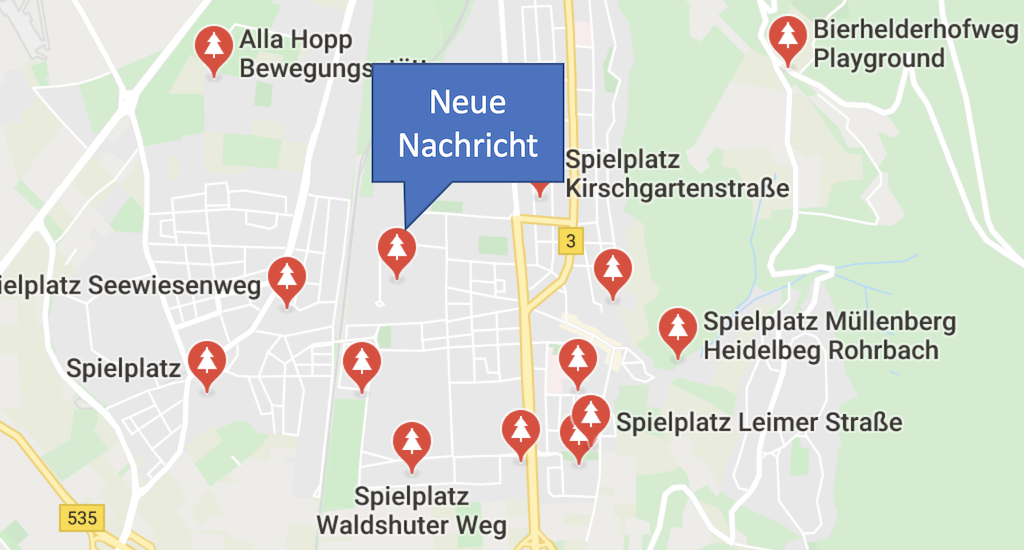 Alla Hopp
Bierhelderhofweg
Playground
Neue
Nachricht
Spielplatz
Kirschgartenstraße
3
Seewiesenweg
Spielplatz
Spielplatz Müllenberg
Heidelbeg Rohrbach
Spielplatz Leimer Straße
Spielplatz
Waldshuter Weg
535